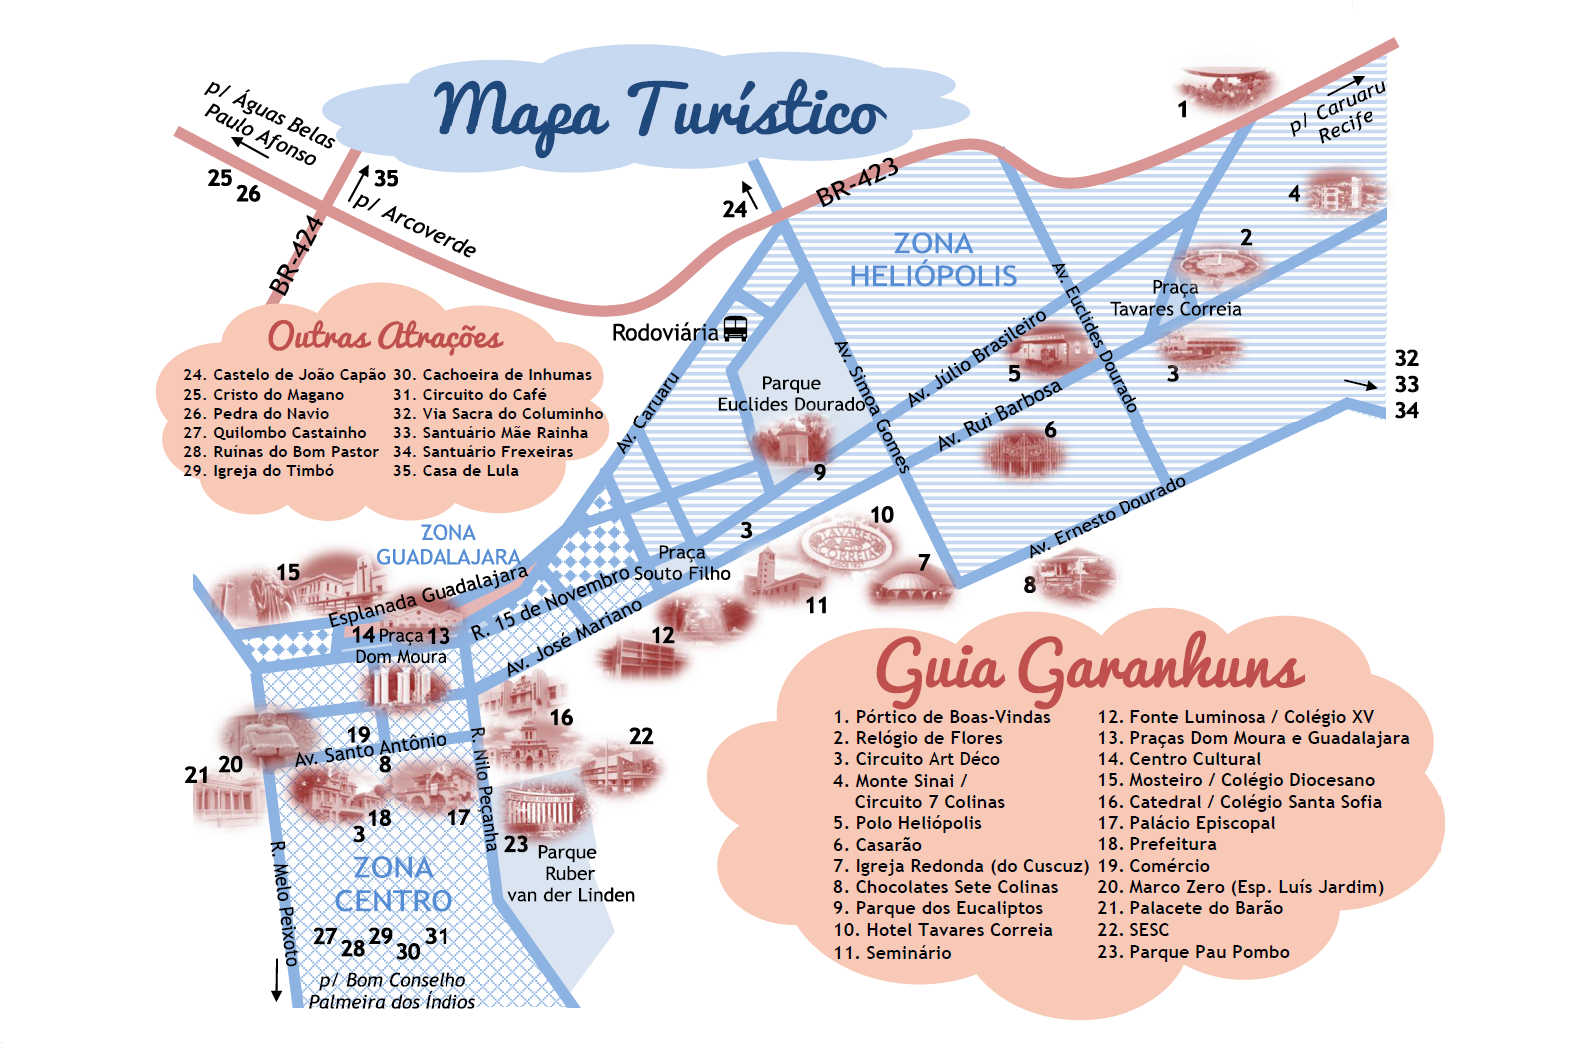 Mapa Turístico
p/ Águas Belas
Paulo Afonso
25
26
35
p/ Arcoverde
BR-424
24
BR-423
1
p/ Caruaru
Recife
4
2
ZONA
HELIÓPOLIS
Praça
Tavares Correia
Av. Euclides Dourado
Rodoviária
Outras Atrações
24. Castelo de João Capão
25. Cristo do Magano
26. Pedra do Navio
27. Quilombo Castainho
28. Ruínas do Bom Pastor
29. Igreja do Timbó
30. Cachoeira de Inhumas
31. Circuito do Café
32. Via Sacra do Columinho
33. Santuário Mãe Rainha
34. Santuário Frexeiras
35. Casa de Lula
Av. Caruaru
Parque
Euclides Dourado
Av. Simoa Gomes
Av. Júlio Brasileiro
Av. Rui Barbosa
5
3
32
33
34
6
9
10
TAVARES
CORREIA
DESDE 1927
3
7
Av. Ernesto Dourado
8
ZONA
GUADALAJARA
15
Esplanada Guadalajara
Praça
Souto Filho
11
R. 15 de Novembro
14 Praça 13
Dom Moura
Av. José Mariano
12
16
19
Av. Santo Antônio
R. Nilo Peçanha
22
20
21
8
18
3
17
23
Parque
Ruber
van der Linden
ZONA
CENTRO
R. Melo Peixoto
27
28
29
30
31
p/ Bom Conselho
Palmeira dos Índios
Guia Garanhuns
1. Pórtico de Boas-Vindas
2. Relógio de Flores
3. Circuito Art Déco
4. Monte Sinai /
Circuito 7 Colinas
5. Polo Heliópolis
6. Casarão
7. Igreja Redonda (do Cuscuz)
8. Chocolates Sete Colinas
9. Parque dos Eucaliptos
10. Hotel Tavares Correia
11. Seminário
12. Fonte Luminosa / Colégio XV
13. Praças Dom Moura e Guadalajara
14. Centro Cultural
15. Mosteiro / Colégio Diocesano
16. Catedral / Colégio Santa Sofia
17. Palácio Episcopal
18. Prefeitura
19. Comércio
20. Marco Zero (Esp. Luís Jardim)
21. Palacete do Barão
22. SESC
23. Parque Pau Pombo